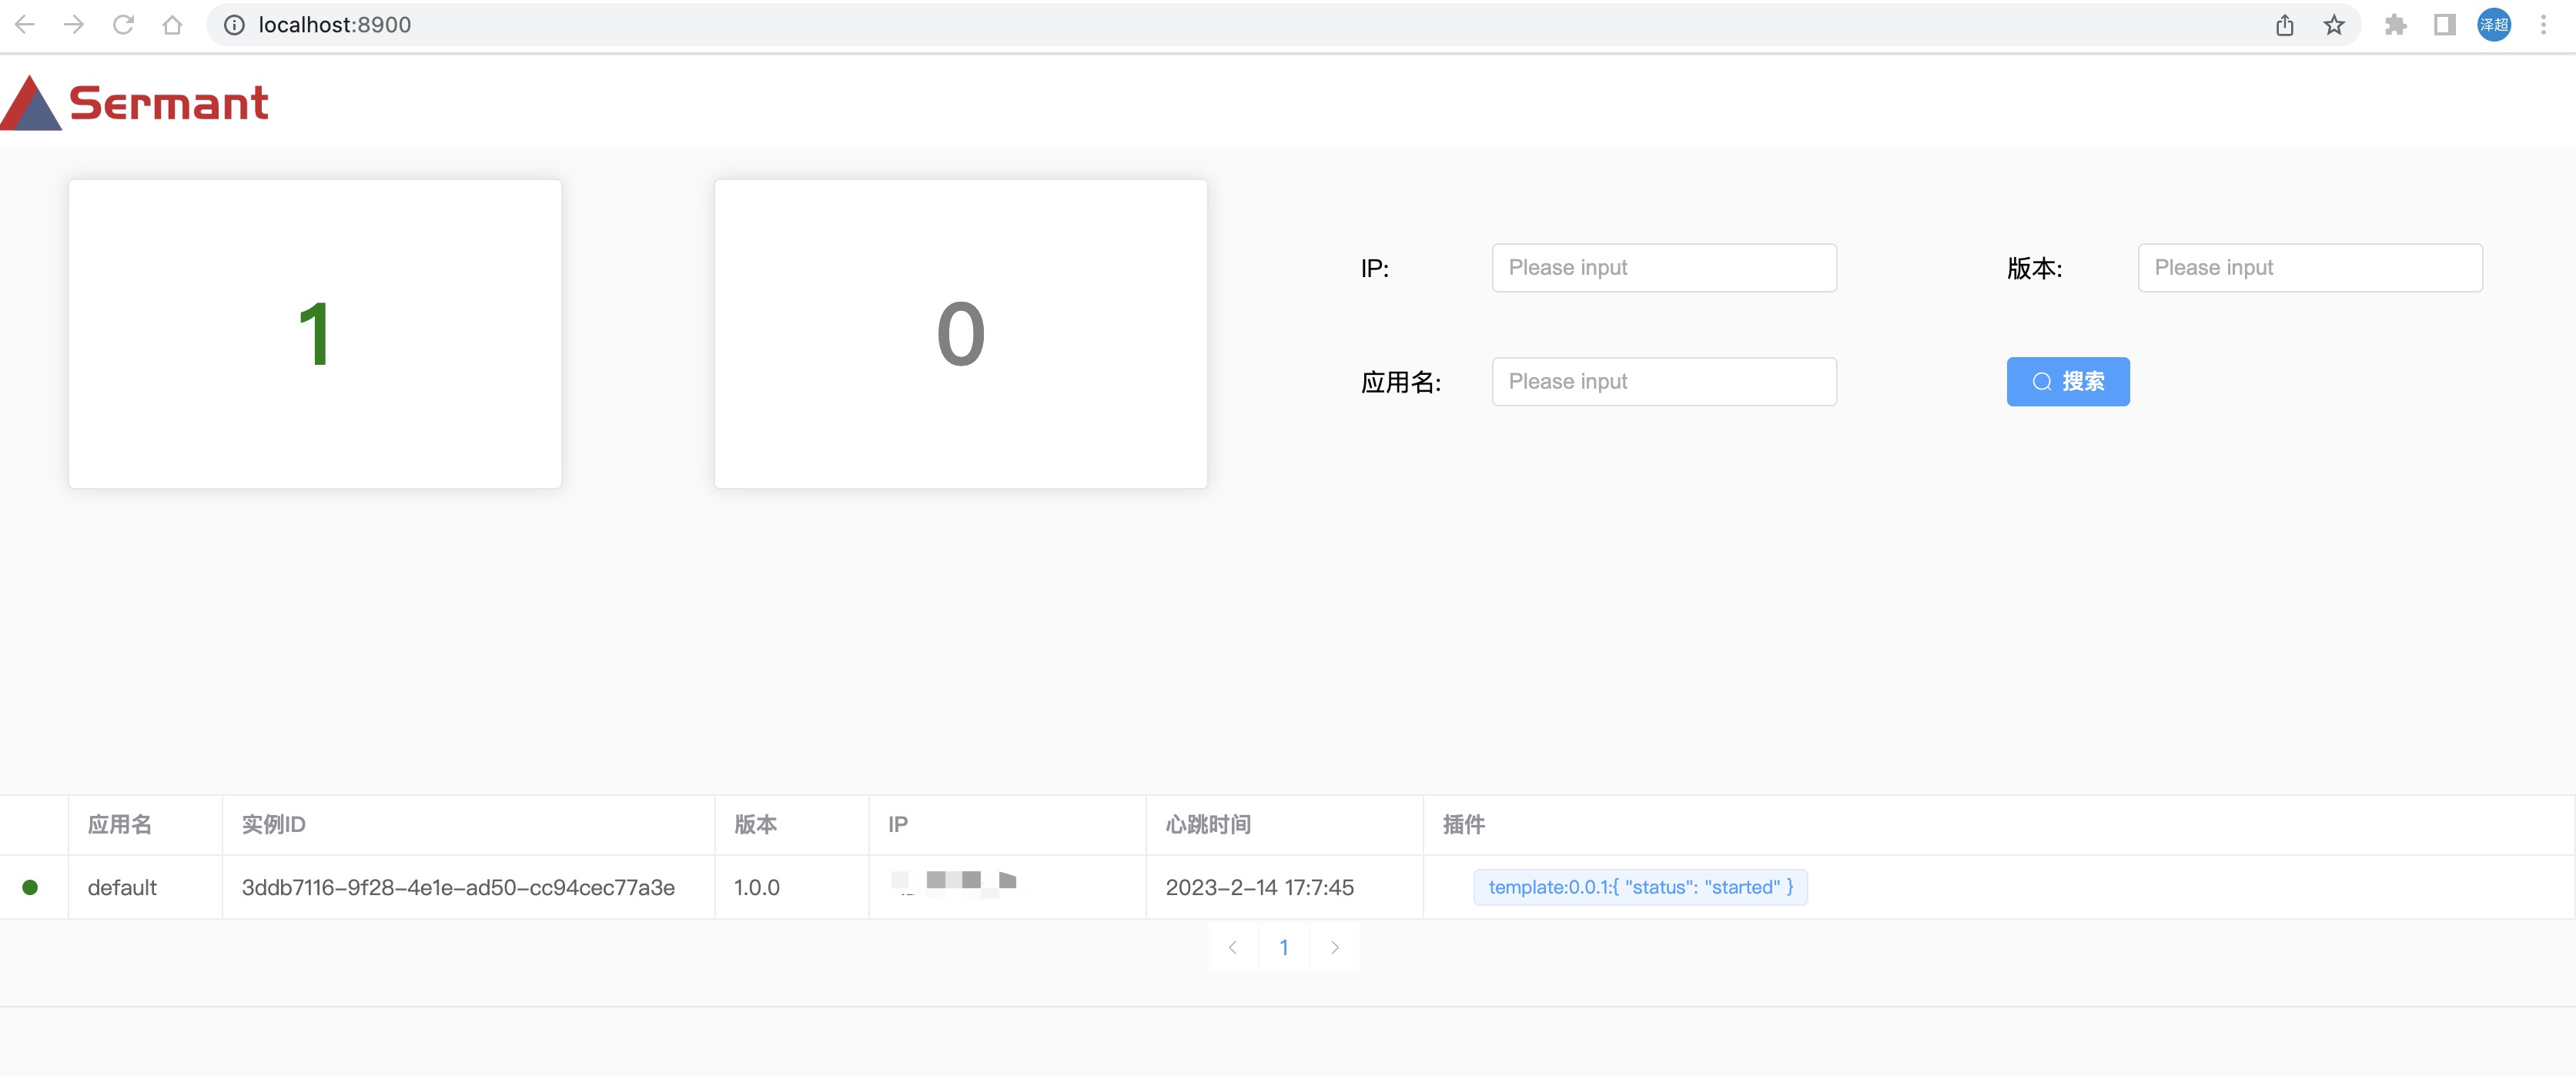 localhost:8900
泽超
Sermant
1
0
IP:
Please input
版本:
Please input
应用名:
Please input
搜索
应用名 实例ID 版本 IP 心跳时间 插件
default 3ddb7116-9f28-4e1e-ad50-cc94cec77a3e 1.0.0 2023-2-14 17:7:45 template:0.0.1:{ "status": "started" }
1